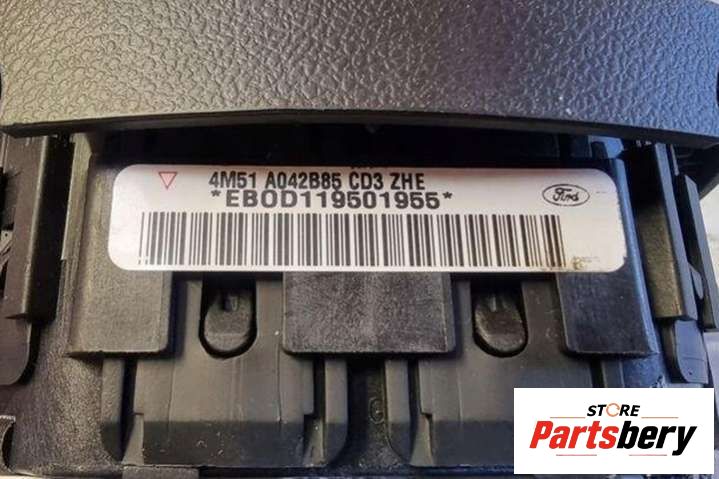 4M51 A042B85 CD3 ZHE
*EBOD119501955*
Ford
STORE
Partsbery